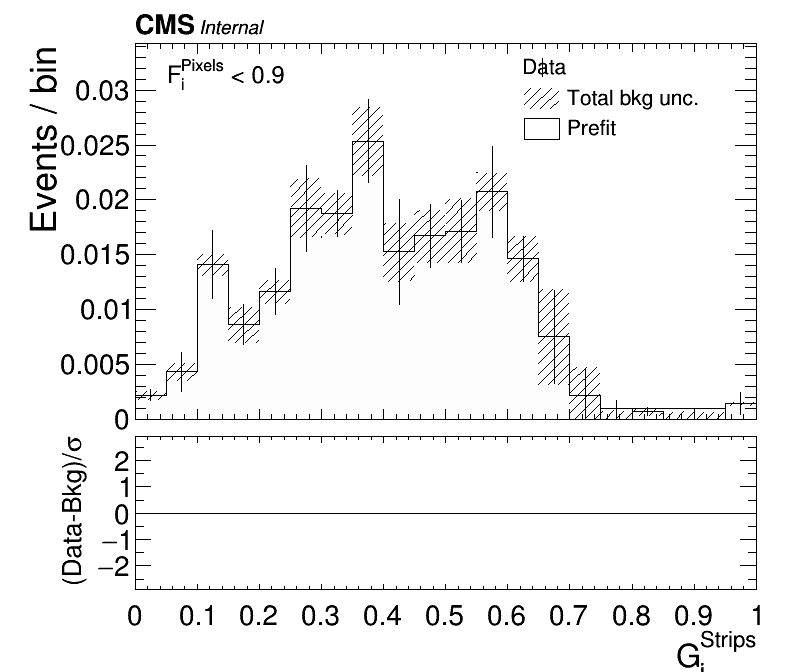 CMS Internal
F_i^Pixels < 0.9
Data
Total bkg unc.
Prefit
Events / bin
0.03
0.025
0.02
0.015
0.01
0.005
0
(Data-Bkg)/σ
2
1
0
−1
−2
0 0.1 0.2 0.3 0.4 0.5 0.6 0.7 0.8 0.9 1
G_i^Strips